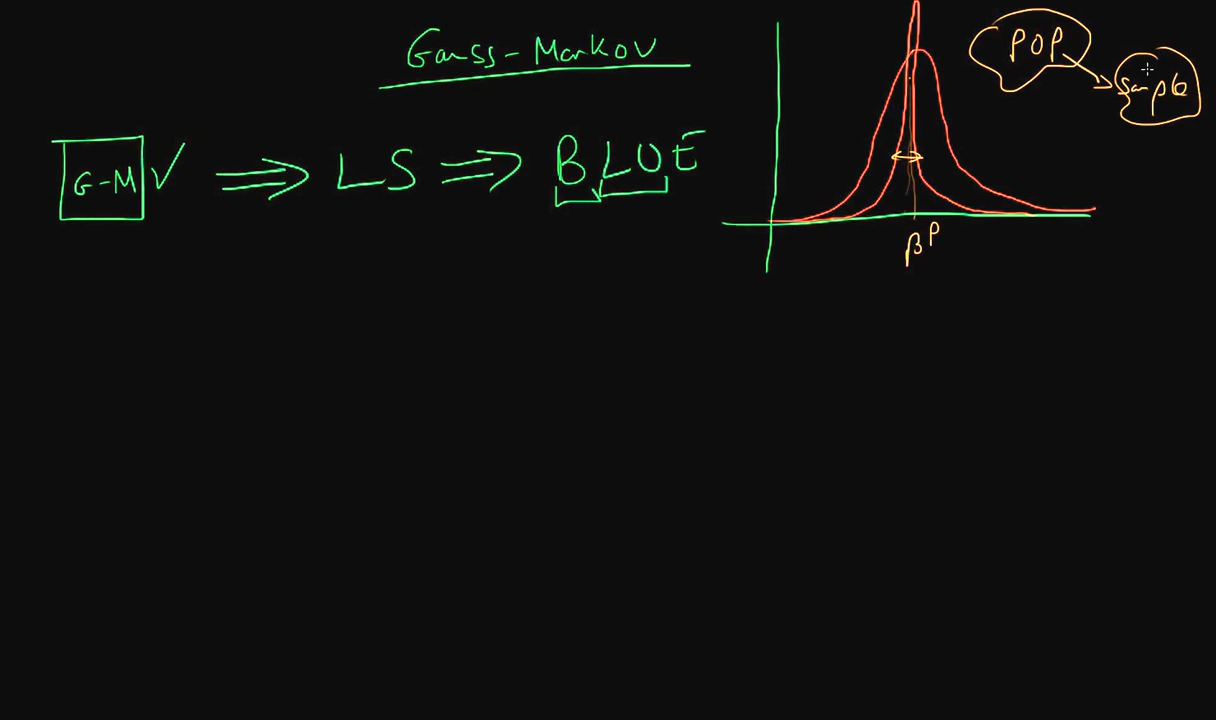 Gauss-Markov
POP
Sample
G-M ✓ ⇒ LS ⇒ BLUE
βᵖ